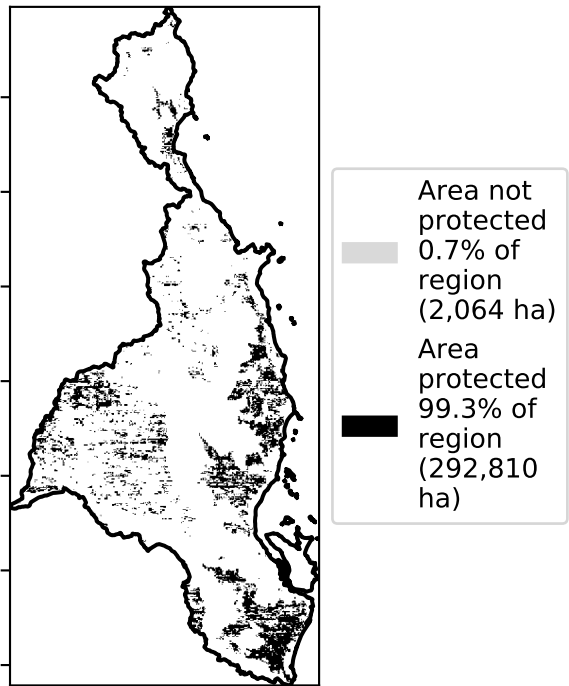 Area not
protected
0.7% of
region
(2,064 ha)
Area
protected
99.3% of
region
(292,810
ha)